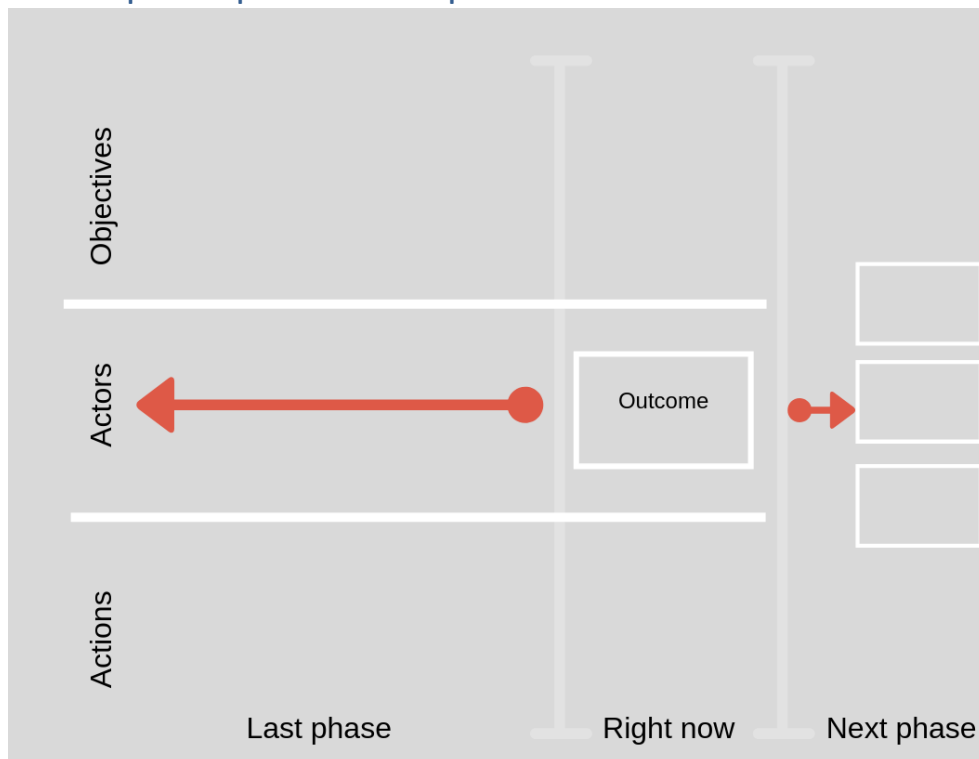 Objectives
Actors
Outcome
Actions
Last phase
Right now
Next phase